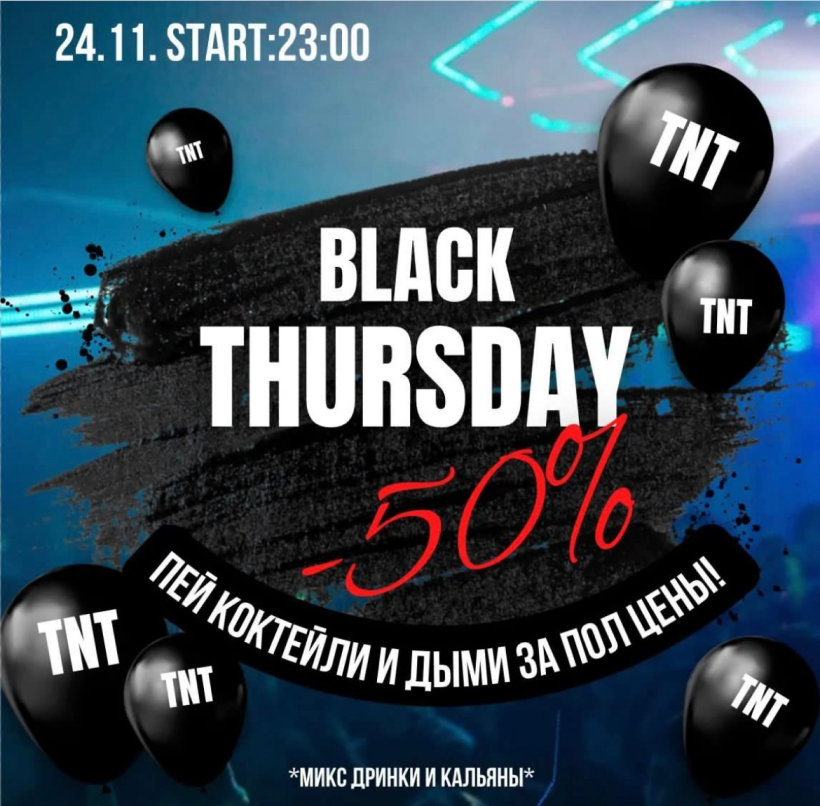 24.11. START:23:00
TNT
TNT
BLACK
TNT
THURSDAY
-50%
ПЕЙ КОКТЕЙЛИ И ДЫМИ ЗА ПОЛ ЦЕНЫ!
TNT
TNT
TNT
*МИКС ДРИНКИ И КАЛЬЯНЫ*